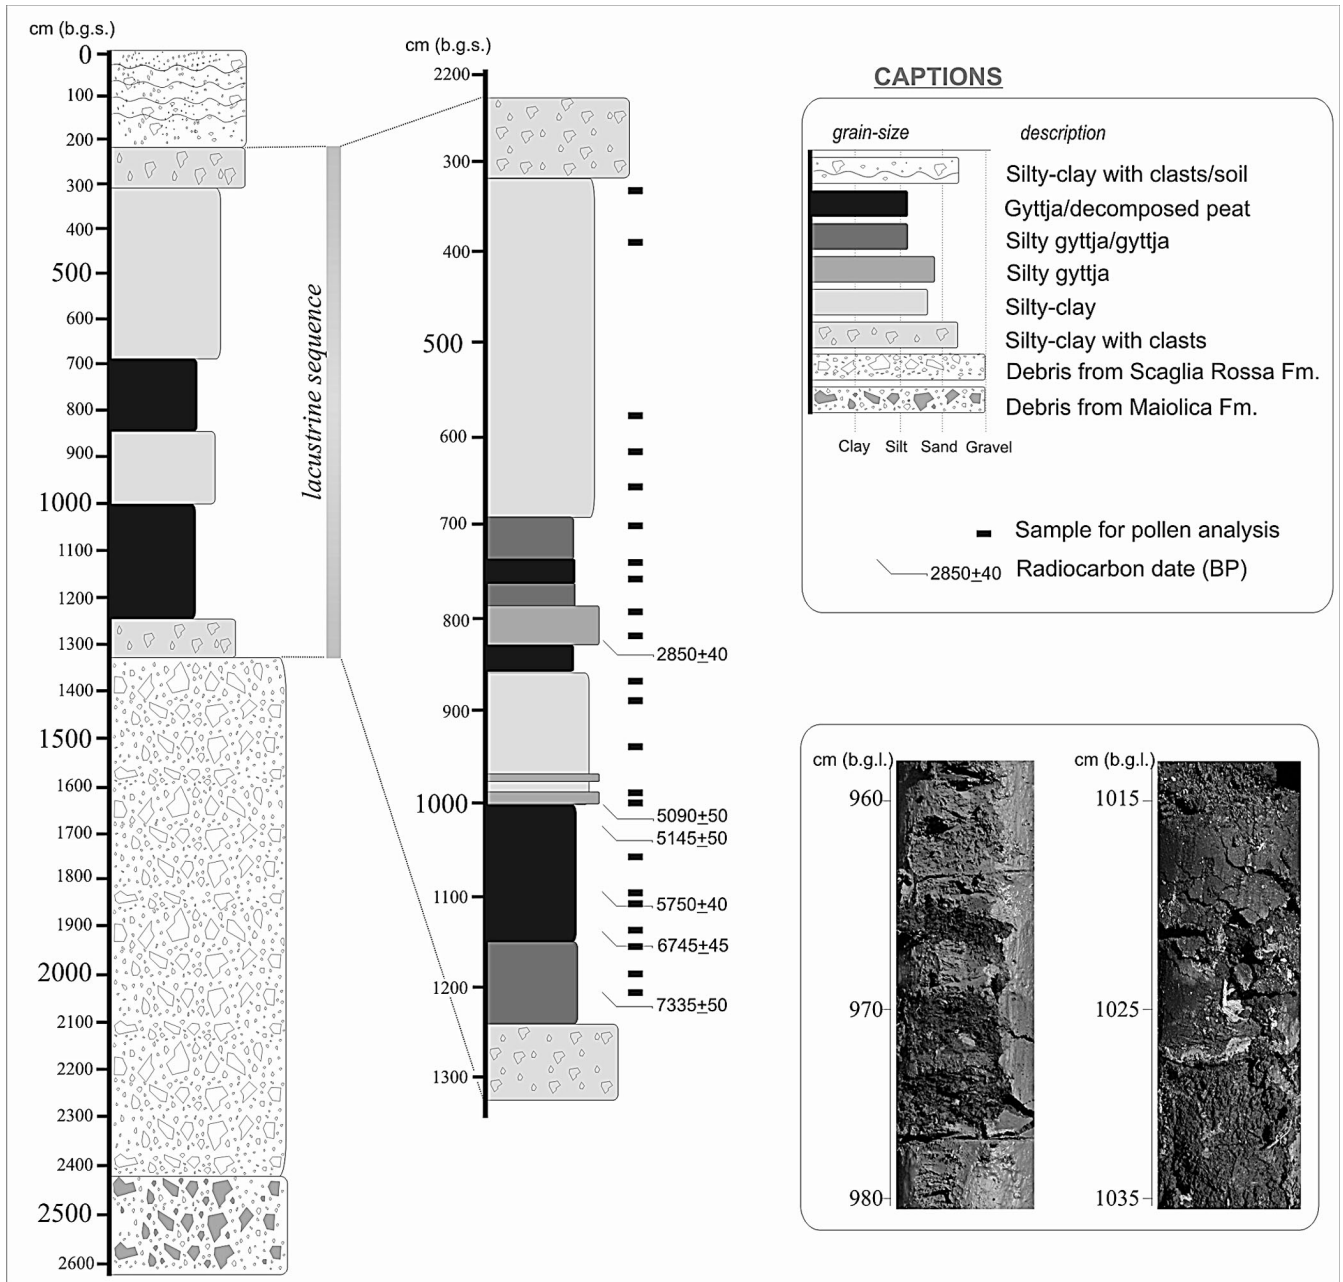 cm (b.g.s.)
0
100
200
300
400
500
600
700
800
900
1000
1100
1200
1300
1400
1500
1600
1700
1800
1900
2000
2100
2200
2300
2400
2500
2600
lacustrine sequence
cm (b.g.s.)
2200
300
400
500
600
700
800
900
1000
1100
1200
1300
2850±40
5090±50
5145±50
5750±40
6745±45
7335±50
CAPTIONS
grain-size description
Silty-clay with clasts/soil
Gyttja/decomposed peat
Silty gyttja/gyttja
Silty gyttja
Silty-clay
Silty-clay with clasts
Debris from Scaglia Rossa Fm.
Debris from Maiolica Fm.
Clay Silt Sand Gravel
Sample for pollen analysis
2850±40 Radiocarbon date (BP)
cm (b.g.l.)
960
970
980
cm (b.g.l.)
1015
1025
1035